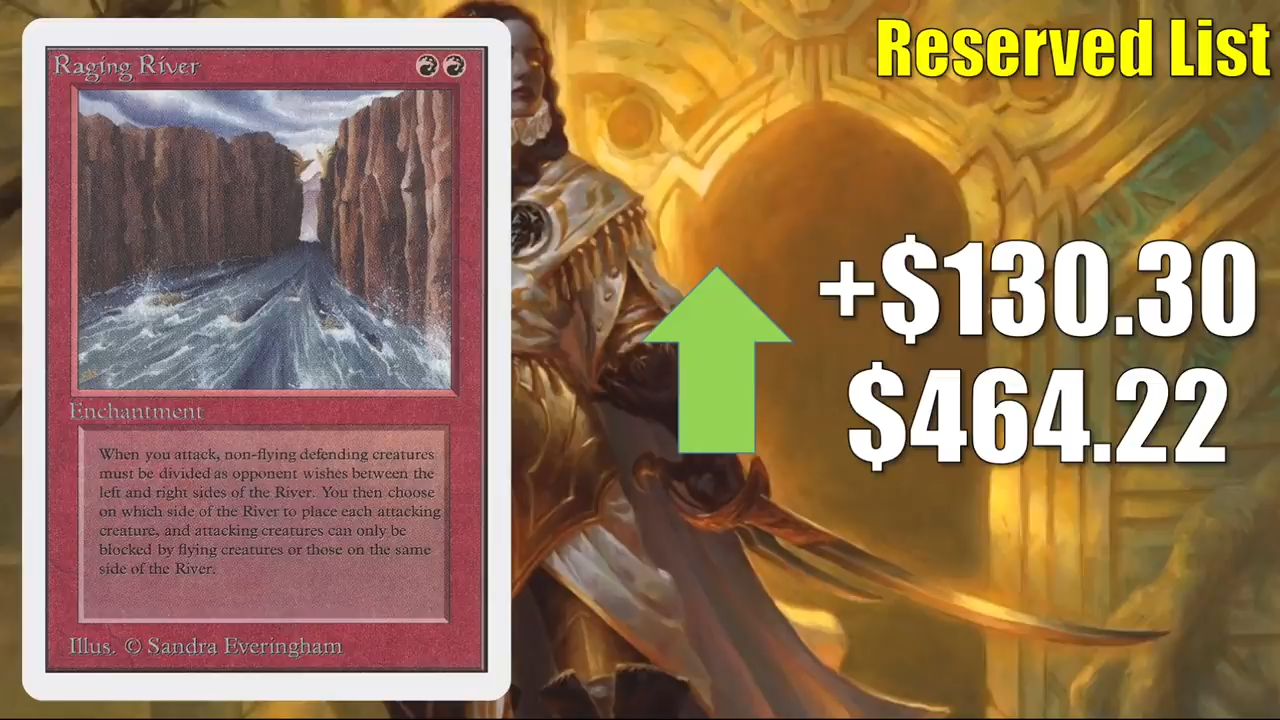 Raging River
Reserved List
Enchantment
When you attack, non-flying defending creatures
must be divided as opponent wishes between the
left and right sides of the River. You then choose
on which side of the River to place each attacking
creature, and attacking creatures can only be
blocked by flying creatures or those on the same
side of the River.
Illus. © Sandra Everingham
+$130.30
$464.22